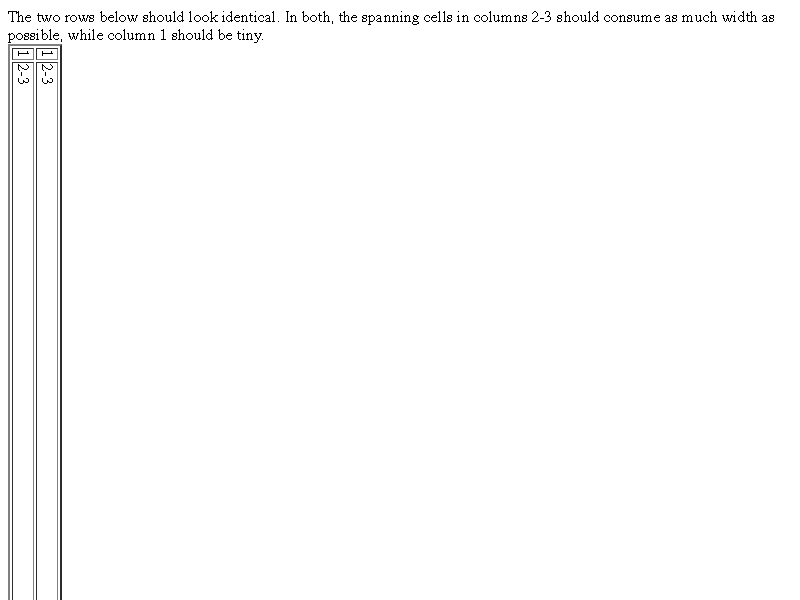 The two rows below should look identical. In both, the spanning cells in columns 2-3 should consume as much width as
possible, while column 1 should be tiny.
1 2-3
1 2-3